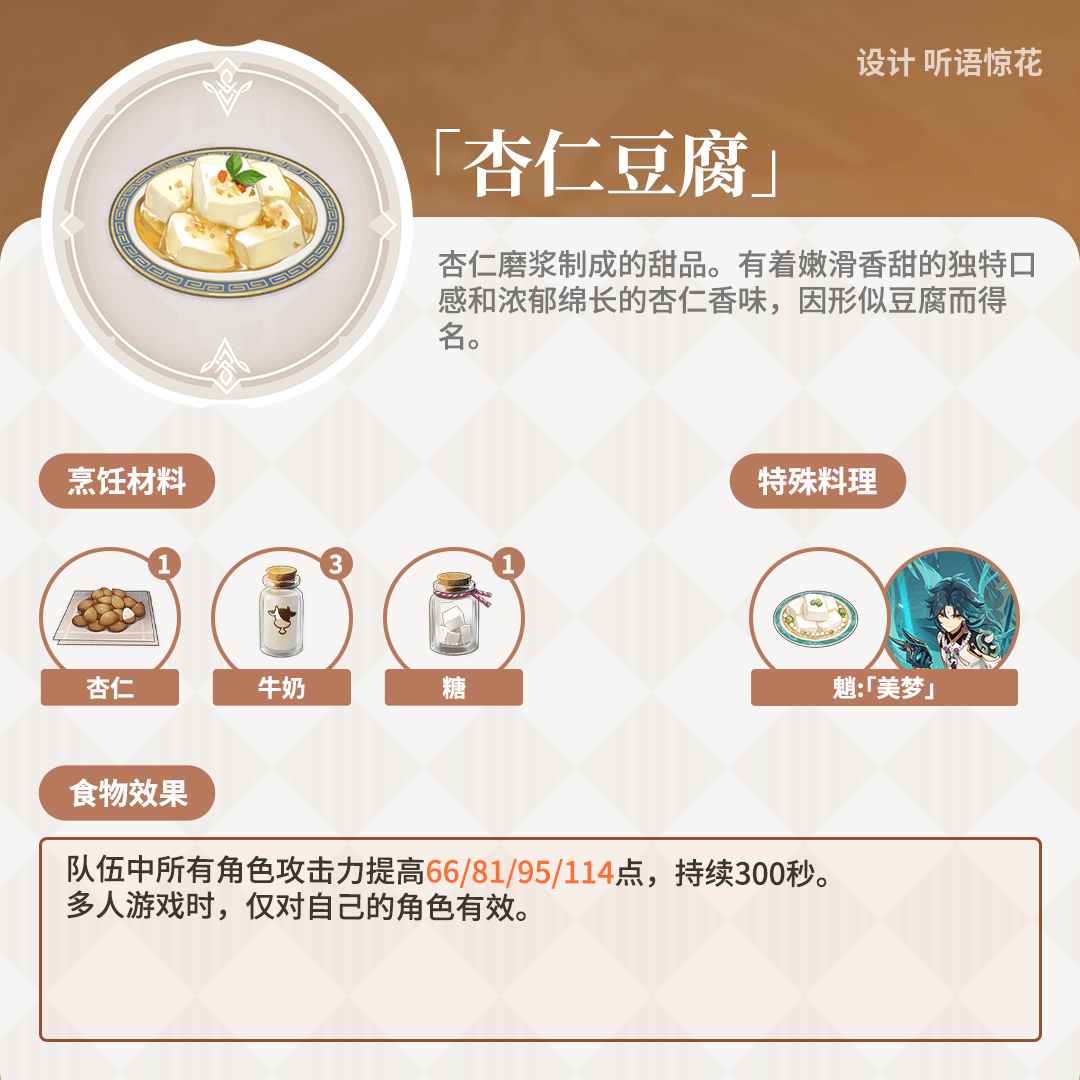 设计 听语惊花
「杏仁豆腐」
杏仁磨浆制成的甜品。有着嫩滑香甜的独特口
感和浓郁绵长的杏仁香味，因形似豆腐而得
名。
烹饪材料
特殊料理
1
3
1
杏仁
牛奶
糖
魈:「美梦」
食物效果
队伍中所有角色攻击力提高66/81/95/114点，持续300秒。
多人游戏时，仅对自己的角色有效。